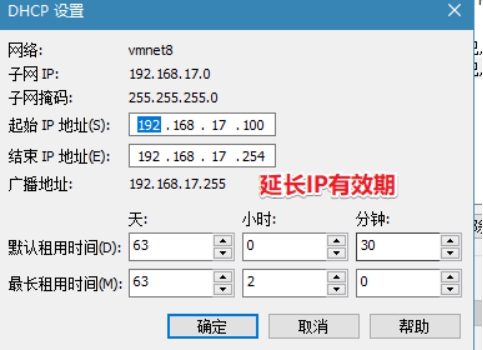 DHCP 设置
网络: vmnet8
子网 IP: 192.168.17.0
子网掩码: 255.255.255.0
起始 IP 地址(S): 192 . 168 . 17 . 100
结束 IP 地址(E): 192 . 168 . 17 . 254
广播地址: 192.168.17.255
延长IP有效期
天: 小时: 分钟:
默认租用时间(D): 63 0 30
最长租用时间(M): 63 2 0
确定 取消 帮助